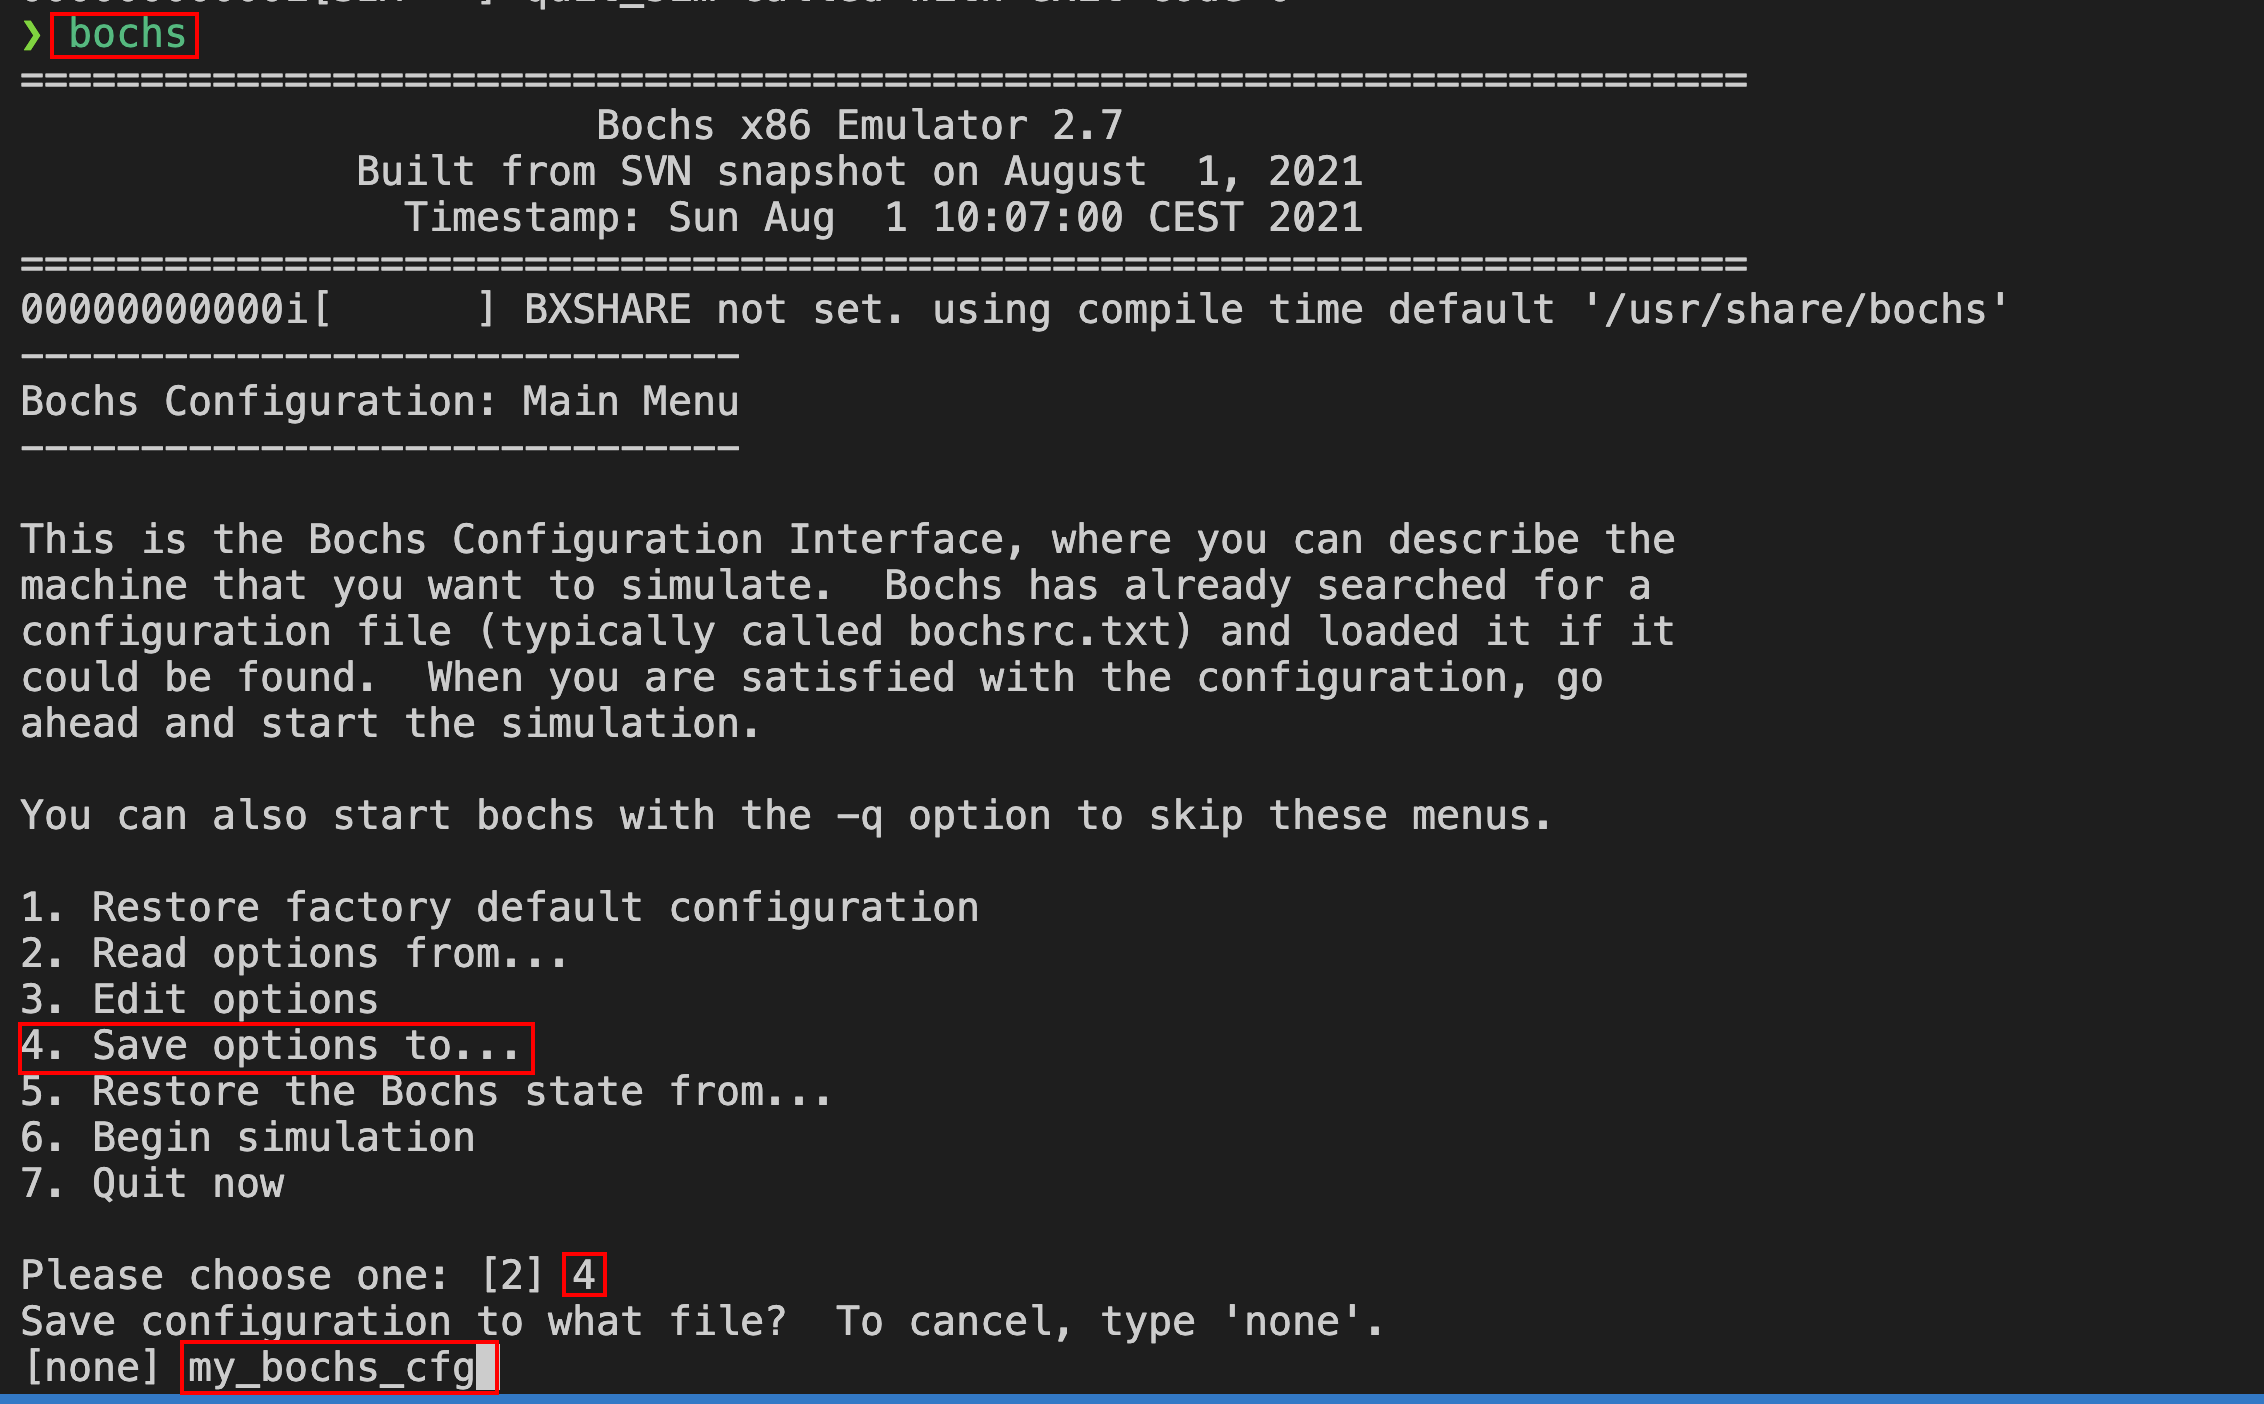 ❯ bochs
========================================================================
Bochs x86 Emulator 2.7
Built from SVN snapshot on August  1, 2021
Timestamp: Sun Aug  1 10:07:00 CEST 2021
========================================================================
00000000000i[      ] BXSHARE not set. using compile time default '/usr/share/bochs'
------------------------------
Bochs Configuration: Main Menu
------------------------------
This is the Bochs Configuration Interface, where you can describe the
machine that you want to simulate.  Bochs has already searched for a
configuration file (typically called bochsrc.txt) and loaded it if it
could be found.  When you are satisfied with the configuration, go
ahead and start the simulation.
You can also start bochs with the -q option to skip these menus.
1. Restore factory default configuration
2. Read options from...
3. Edit options
4. Save options to...
5. Restore the Bochs state from...
6. Begin simulation
7. Quit now
Please choose one: [2] 4
Save configuration to what file?  To cancel, type 'none'.
[none] my_bochs_cfg